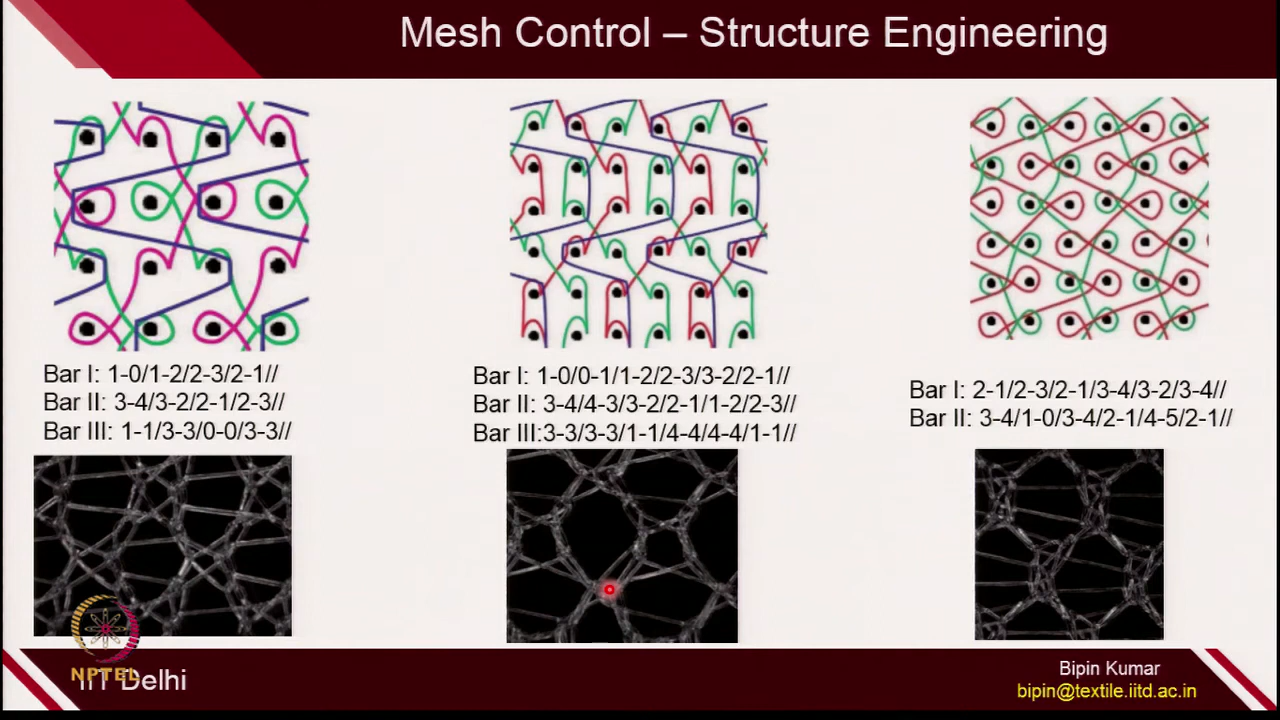 Mesh Control – Structure Engineering
Bar I: 1-0/1-2/2-3/2-1//
Bar II: 3-4/3-2/2-1/2-3//
Bar III: 1-1/3-3/0-0/3-3//
Bar I: 1-0/0-1/1-2/2-3/3-2/2-1//
Bar II: 3-4/4-3/3-2/2-1/1-2/2-3//
Bar III:3-3/3-3/1-1/4-4/4-4/1-1//
Bar I: 2-1/2-3/2-1/3-4/3-2/3-4//
Bar II: 3-4/1-0/3-4/2-1/4-5/2-1//
NPTEL
IIT Delhi
Bipin Kumar
bipin@textile.iitd.ac.in